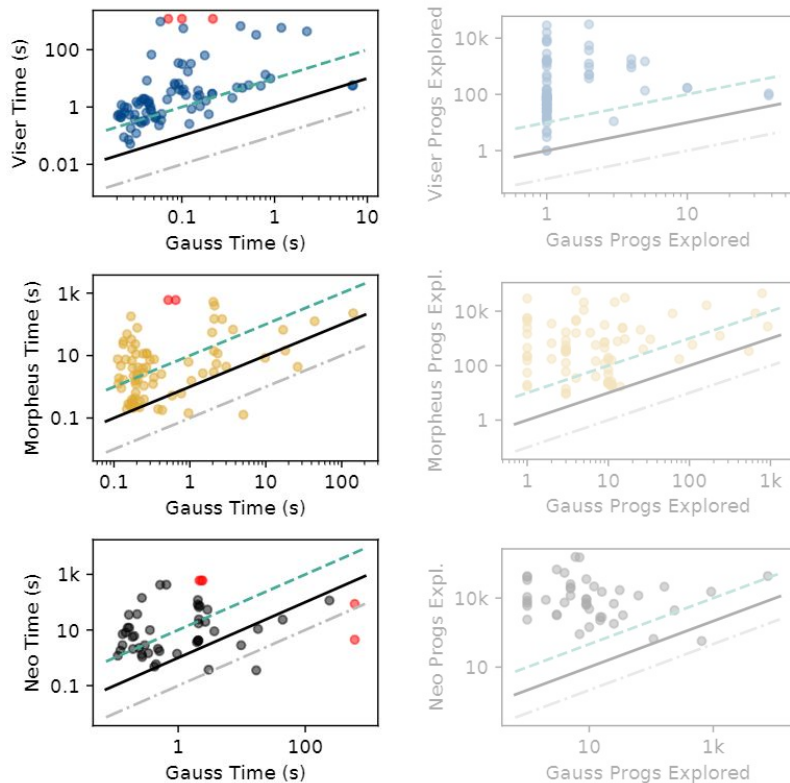 100
1
0.01
Viser Time (s)
0.1
1
10
Gauss Time (s)
10k
100
1
Viser Progs Explored
1
10
Gauss Progs Explored
1k
10
0.1
Morpheus Time (s)
0.1
1
10
100
Gauss Time (s)
10k
100
1
Morpheus Progs Expl.
1
10
100
1k
Gauss Progs Explored
1k
10
0.1
Neo Time (s)
1
100
Gauss Time (s)
10k
10
Neo Progs Expl.
10
1k
Gauss Progs Explored